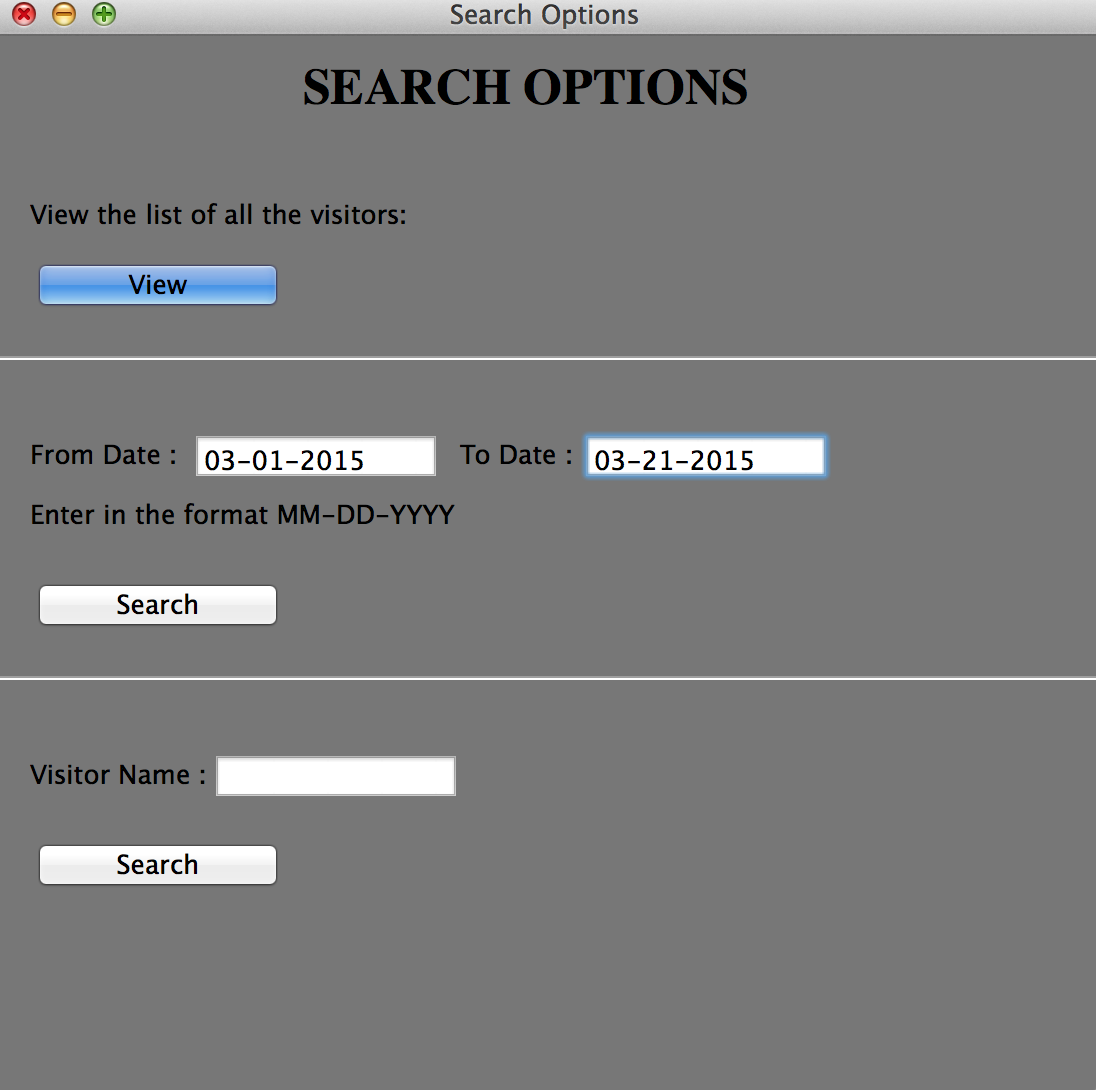 Search Options
SEARCH OPTIONS
View the list of all the visitors:
View
From Date : 03-01-2015 To Date : 03-21-2015
Enter in the format MM-DD-YYYY
Search
Visitor Name :
Search